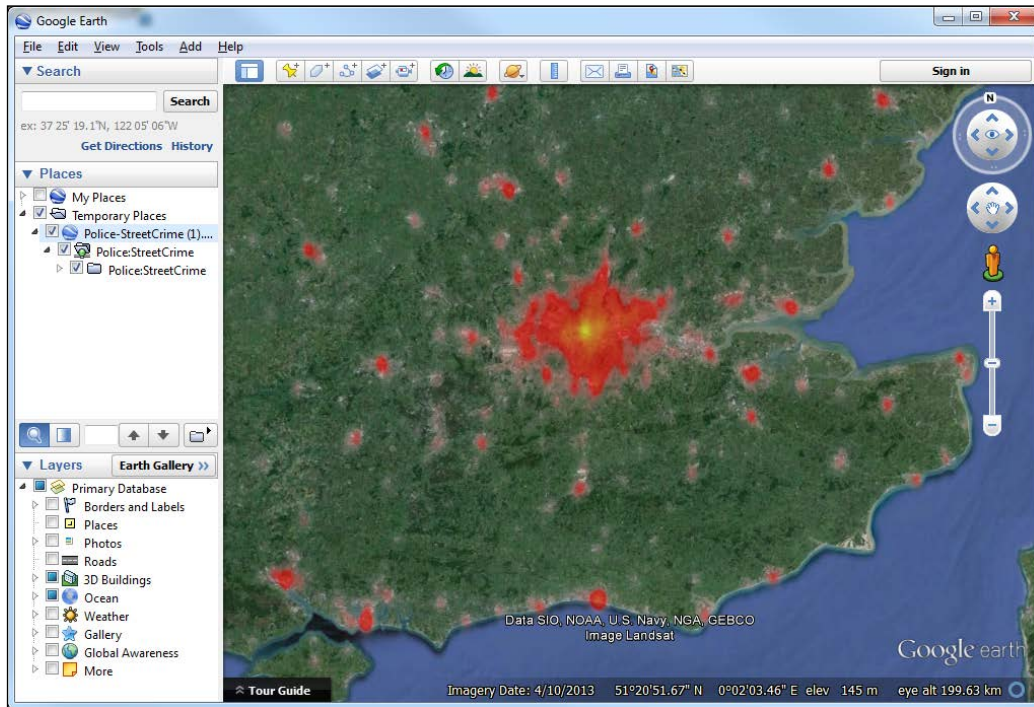 Google Earth
File Edit View Tools Add Help
Search
Sign in
Search
ex: 37 25' 19.1"N, 122 05' 06"W
Get Directions History
Places
My Places
Temporary Places
Police-StreetCrime (1)....
Police:StreetCrime
Police:StreetCrime
Layers
Earth Gallery >>
Primary Database
Borders and Labels
Places
Photos
Roads
3D Buildings
Ocean
Weather
Gallery
Global Awareness
More
N
Data SIO, NOAA, U.S. Navy, NGA, GEBCO
Image Landsat
Google earth
Tour Guide
Imagery Date: 4/10/2013 51°20'51.67" N 0°02'03.46" E elev 145 m eye alt 199.63 km